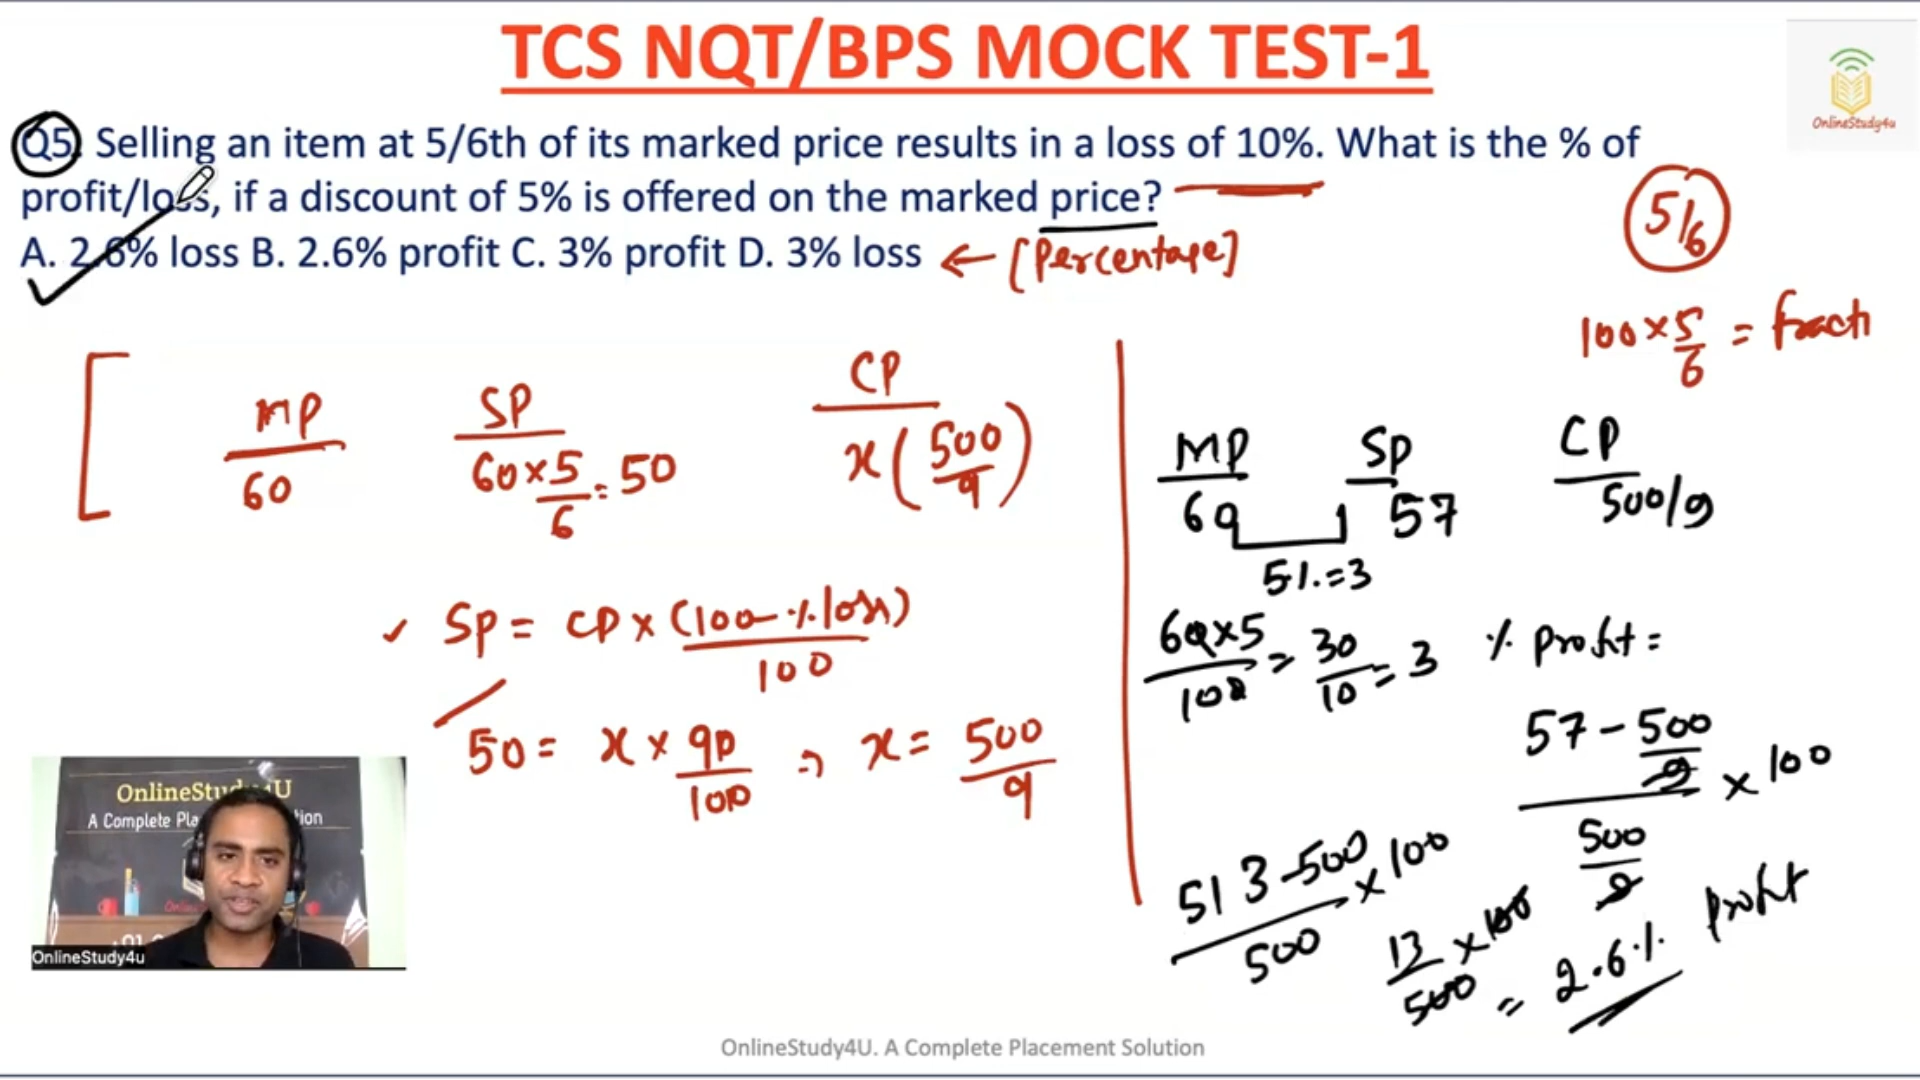 TCS NQT/BPS MOCK TEST-1
OnlineStudy4u
Q5. Selling an item at 5/6th of its marked price results in a loss of 10%. What is the % of
profit/loss, if a discount of 5% is offered on the marked price?
A. 2.6% loss B. 2.6% profit C. 3% profit D. 3% loss ← [Percentage]
5/6
100 × 5/6 = fracti
MP
60
SP
60 × 5/6 = 50
CP
x (500/9)
SP = CP × (100 - % loss)/100
50 = x × 90/100 ⇒ x = 500/9
MP
60
SP
57
CP
500/9
5% = 3
60×5/100 = 30/10 = 3
% Profit =
57 - 500/9
500/9
× 100
513-500/500 × 100
13/500 × 100
= 2.6% profit
OnlineStudy4U
A Complete Pla
ion
OnlineStudy4u
OnlineStudy4U. A Complete Placement Solution